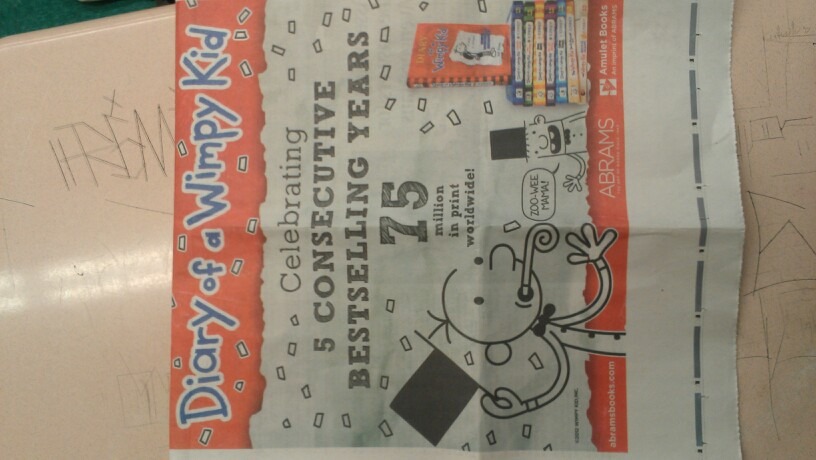 Diary of a Wimpy Kid
Celebrating
5 CONSECUTIVE
BESTSELLING YEARS
75
million
in print
worldwide!
ZOO-WEE
MAMA!
abramsbooks.com
ABRAMS
Amulet Books